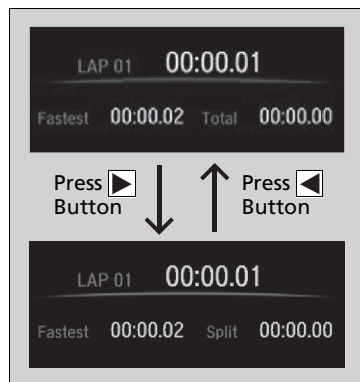 LAP 01 00:00.01
Fastest 00:00.02 Total 00:00.00
Press ▶
Button
Press ◀
Button
LAP 01 00:00.01
Fastest 00:00.02 Split 00:00.00